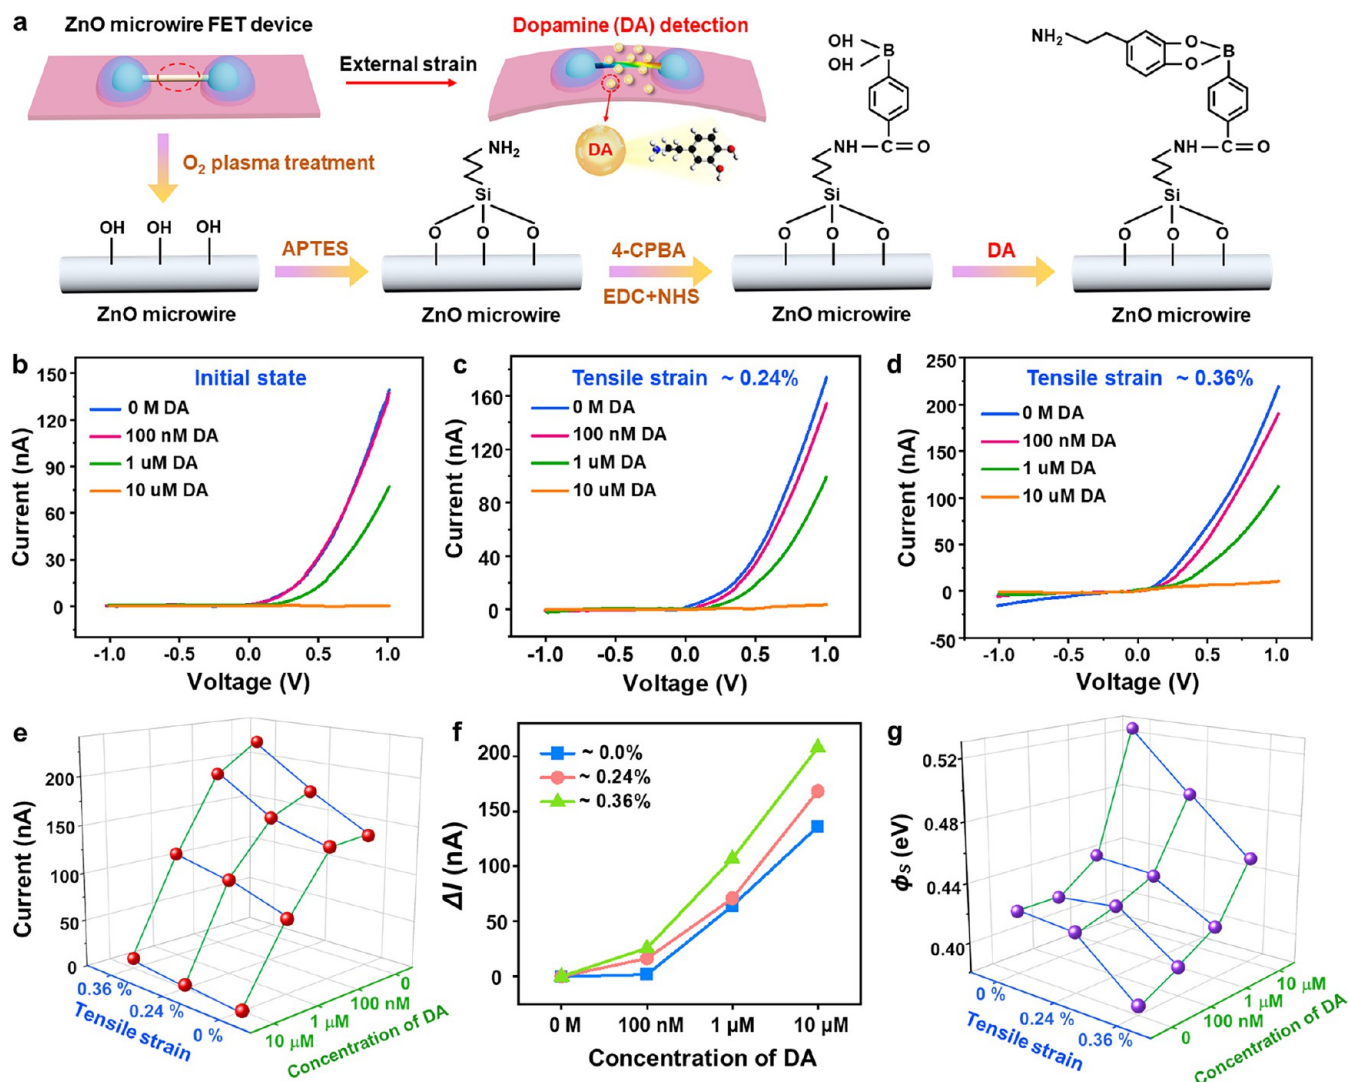 a
ZnO microwire FET device
External strain
Dopamine (DA) detection
DA
O₂ plasma treatment
OH OH OH
ZnO microwire
APTES
NH₂
Si
O O O
ZnO microwire
4-CPBA
EDC+NHS
OH
OH
B
NH C O
Si
O O O
ZnO microwire
DA
NH₂
O
O
B
NH C O
Si
O O O
ZnO microwire
b
Initial state
0 M DA
100 nM DA
1 uM DA
10 uM DA
Current (nA)
150
120
90
60
30
0
-1.0 -0.5 0.0 0.5 1.0
Voltage (V)
c
Tensile strain ~ 0.24%
0 M DA
100 nM DA
1 uM DA
10 uM DA
Current (nA)
160
120
80
40
0
-1.0 -0.5 0.0 0.5 1.0
Voltage (V)
d
Tensile strain ~ 0.36%
0 M DA
100 nM DA
1 uM DA
10 uM DA
Current (nA)
250
200
150
100
50
0
-50
-1.0 -0.5 0.0 0.5 1.0
Voltage (V)
e
Current (nA)
200
150
100
50
0
0.36 %
0.24 %
0 %
Tensile strain
0
100 nM
1 μM
10 μM
Concentration of DA
f
~ 0.0%
~ 0.24%
~ 0.36%
ΔI (nA)
200
150
100
50
0
0 M 100 nM 1 μM 10 μM
Concentration of DA
g
ϕS (eV)
0.52
0.48
0.44
0.40
0 %
0.24 %
0.36 %
Tensile strain
10 μM
1 μM
100 nM
0
Concentration of DA